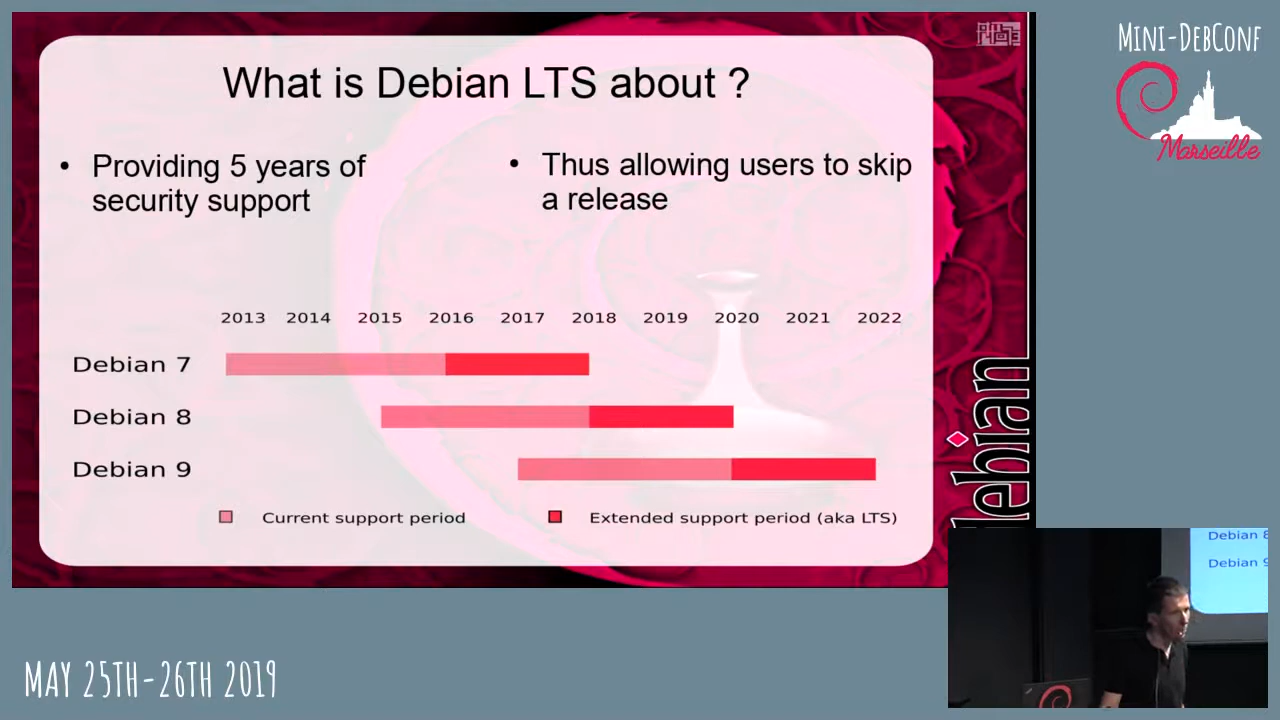 What is Debian LTS about ?
• Providing 5 years of
security support
• Thus allowing users to skip
a release
2013 2014 2015 2016 2017 2018 2019 2020 2021 2022
Debian 7
Debian 8
Debian 9
Current support period
Extended support period (aka LTS)
debian
MINI-DEBCONF
Marseille
Debian 8
Debian 9
MAY 25TH-26TH 2019